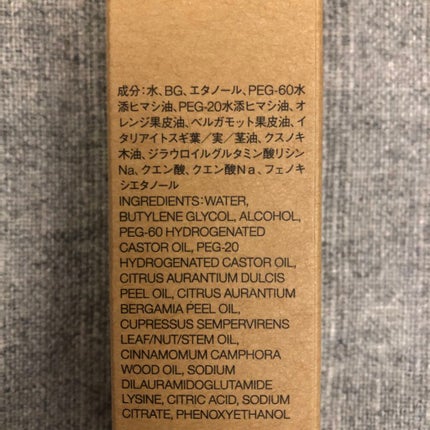 成分:水、BG、エタノール、PEG-60水
添ヒマシ油、PEG-20水添ヒマシ油、オ
レンジ果皮油、ベルガモット果皮油、イ
タリアイトスギ葉／実／茎油、クスノキ
木油、ジラウロイルグルタミン酸リシン
Na、クエン酸、クエン酸Na、フェノキ
シエタノール
INGREDIENTS:WATER,
BUTYLENE GLYCOL, ALCOHOL,
PEG-60 HYDROGENATED
CASTOR OIL, PEG-20
HYDROGENATED CASTOR OIL,
CITRUS AURANTIUM DULCIS
PEEL OIL, CITRUS AURANTIUM
BERGAMIA PEEL OIL,
CUPRESSUS SEMPERVIRENS
LEAF/NUT/STEM OIL,
CINNAMOMUM CAMPHORA
WOOD OIL, SODIUM
DILAURAMIDOGLUTAMIDE
LYSINE, CITRIC ACID, SODIUM
CITRATE, PHENOXYETHANOL